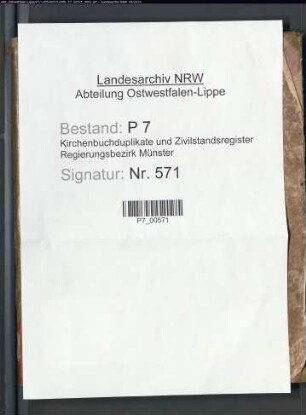 Landesarchiv NRW
Abteilung Ostwestfalen-Lippe
Bestand: P 7
Kirchenbuchduplikate und Zivilstandsregister
Regierungsbezirk Münster
Signatur: Nr. 571
P7_00571